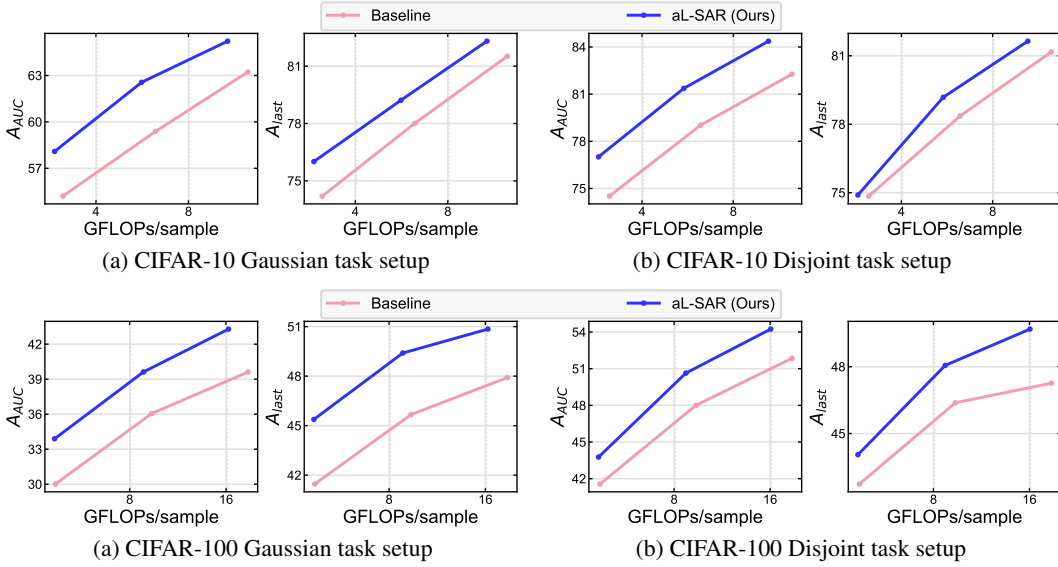 Baseline
aL-SAR (Ours)
A_AUC
63
60
57
4
8
GFLOPs/sample
A_last
81
78
75
4
8
GFLOPs/sample
A_AUC
84
81
78
75
4
8
GFLOPs/sample
A_last
81
78
75
4
8
GFLOPs/sample
(a) CIFAR-10 Gaussian task setup
(b) CIFAR-10 Disjoint task setup
Baseline
aL-SAR (Ours)
A_AUC
42
39
36
33
30
8
16
GFLOPs/sample
A_last
51
48
45
42
8
16
GFLOPs/sample
A_AUC
54
51
48
45
42
8
16
GFLOPs/sample
A_last
48
45
8
16
GFLOPs/sample
(a) CIFAR-100 Gaussian task setup
(b) CIFAR-100 Disjoint task setup